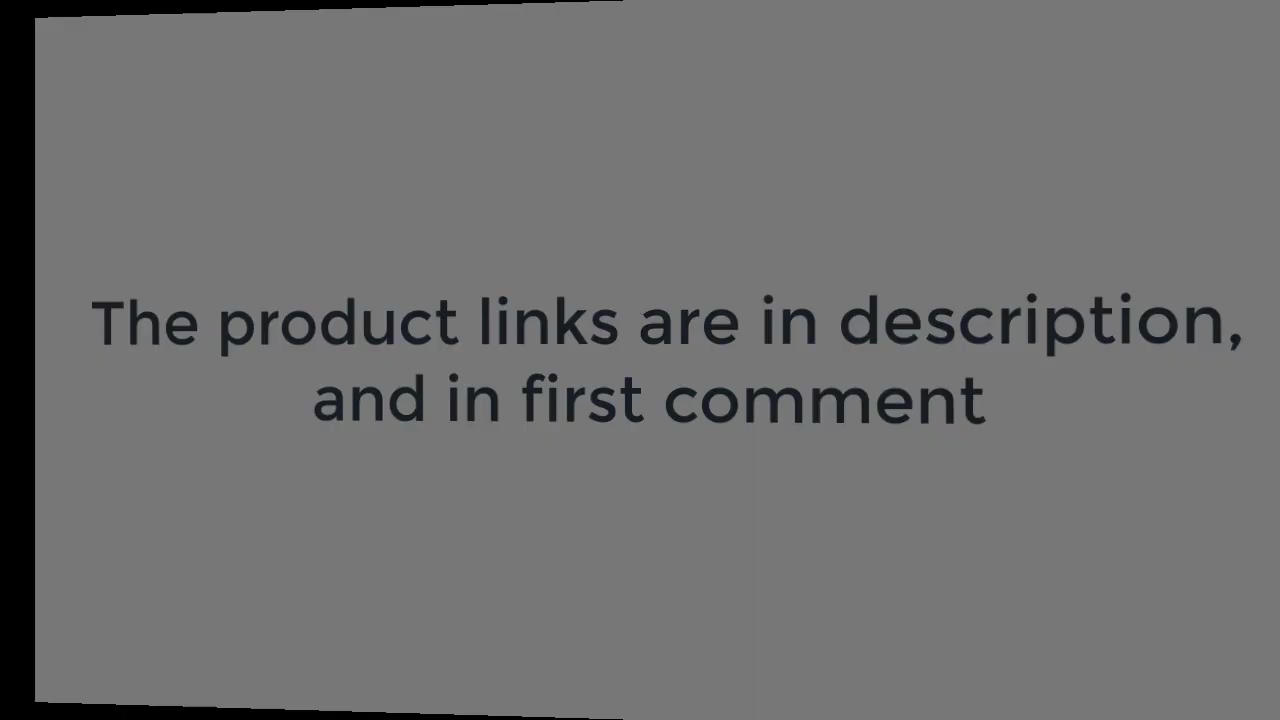 The product links are in description,
and in first comment